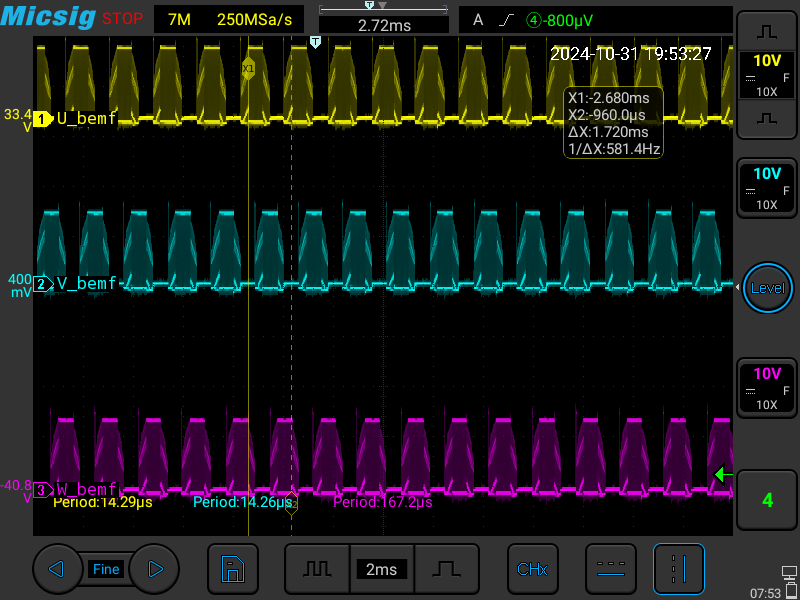 Micsig STOP 7M 250MSa/s T 2.72ms A 4 -800μV
T
2024-10-31 19:53:27
10V
F
10X
X1
X1:-2.680ms
X2:-960.0μs
ΔX:1.720ms
1/ΔX:581.4Hz
33.4
V
1 U_bemf
10V
F
10X
400
mV
2 V_bemf
Level
10V
F
10X
-40.8
V
3 W_bemf
Period:14.29μs Period:14.26μs Period:167.2μs
4
Fine 2ms CHx
07:53